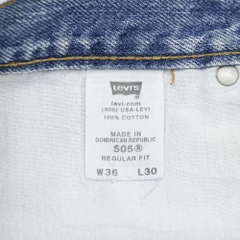 Levi's
levi.com
(800) USA-LEVI
100% COTTON
MADE IN
DOMINICAN REPUBLIC
505®
REGULAR FIT
W36 L30